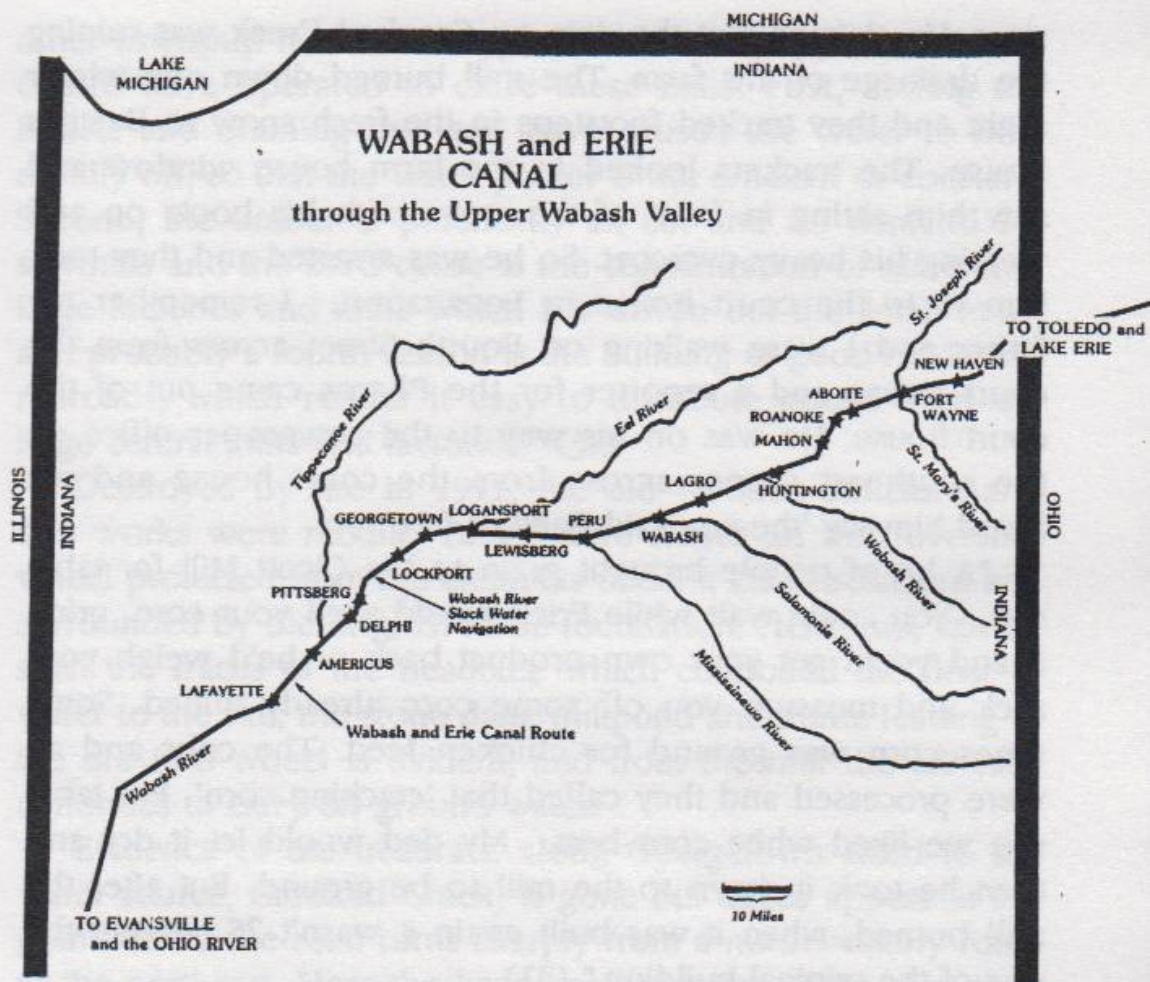 MICHIGAN
LAKE
MICHIGAN
INDIANA
WABASH and ERIE
CANAL
through the Upper Wabash Valley
St. Joseph River
TO TOLEDO and
LAKE ERIE
NEW HAVEN
ABOITE
FORT
WAYNE
ROANOKE
MAHON
Eel River
Tippecanoe River
St. Mary's River
LAGRO
HUNTINGTON
ILLINOIS
INDIANA
OHIO
INDIANA
GEORGETOWN
LOGANSPORT
PERU
LEWISBERG
WABASH
Wabash River
LOCKPORT
PITTSBERG
Wabash River
Slack Water
Navigation
Salamonie River
DELPHI
AMERICUS
Mississinewa River
LAFAYETTE
Wabash and Erie Canal Route
Wabash River
10 Miles
TO EVANSVILLE
and the OHIO RIVER